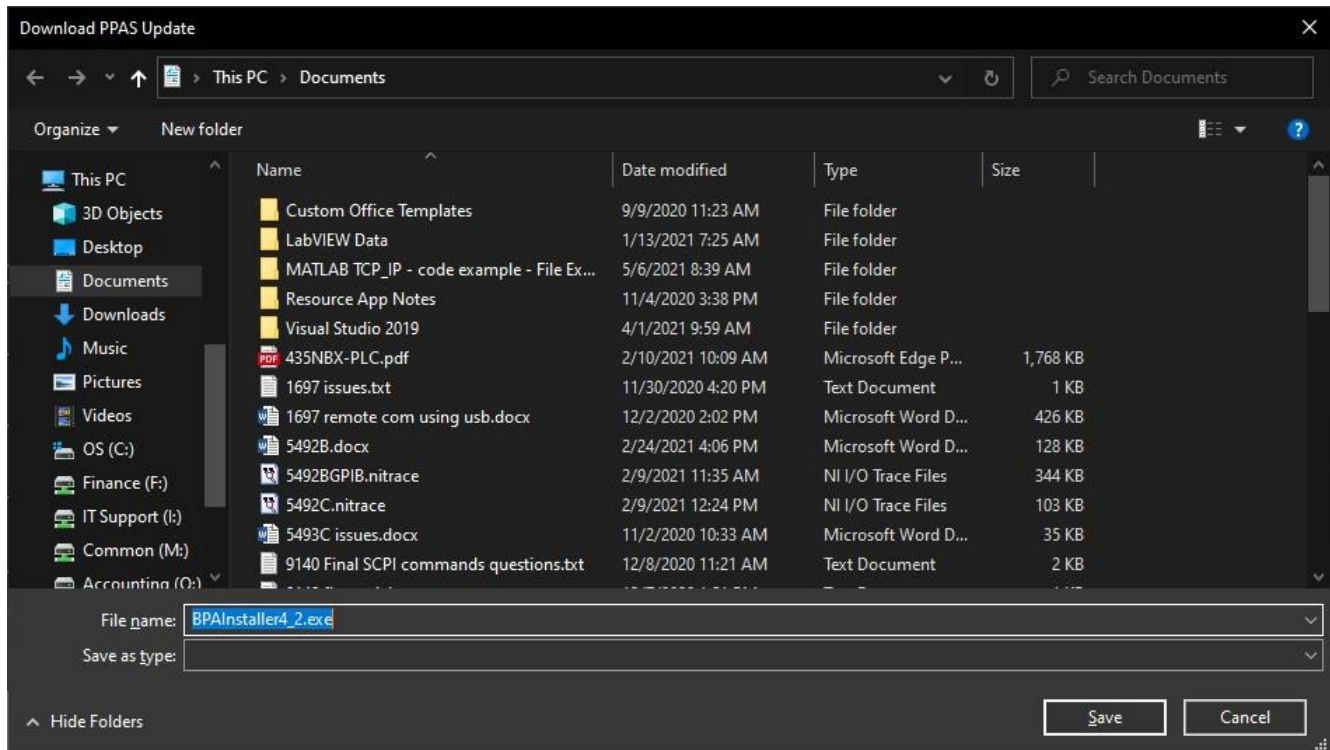 Download PPAS Update
This PC > Documents
Search Documents
Organize
New folder
Name Date modified Type Size
This PC
3D Objects
Desktop
Documents
Downloads
Music
Pictures
Videos
OS (C:)
Finance (F:)
IT Support (I:)
Common (M:)
Accounting (O:)
Custom Office Templates 9/9/2020 11:23 AM File folder
LabVIEW Data 1/13/2021 7:25 AM File folder
MATLAB TCP_IP - code example - File Ex... 5/6/2021 8:39 AM File folder
Resource App Notes 11/4/2020 3:38 PM File folder
Visual Studio 2019 4/1/2021 9:59 AM File folder
PDF 435NBX-PLC.pdf 2/10/2021 10:09 AM Microsoft Edge P... 1,768 KB
1697 issues.txt 11/30/2020 4:20 PM Text Document 1 KB
1697 remote com using usb.docx 12/2/2020 2:02 PM Microsoft Word D... 426 KB
5492B.docx 2/24/2021 4:06 PM Microsoft Word D... 128 KB
5492BGPIB.nitrace 2/9/2021 11:35 AM NI I/O Trace Files 344 KB
5492C.nitrace 2/9/2021 12:24 PM NI I/O Trace Files 103 KB
5493C issues.docx 11/2/2020 10:33 AM Microsoft Word D... 35 KB
9140 Final SCPI commands questions.txt 12/8/2020 11:21 AM Text Document 2 KB
File name: BPAInstaller4_2.exe
Save as type:
Hide Folders
Save
Cancel